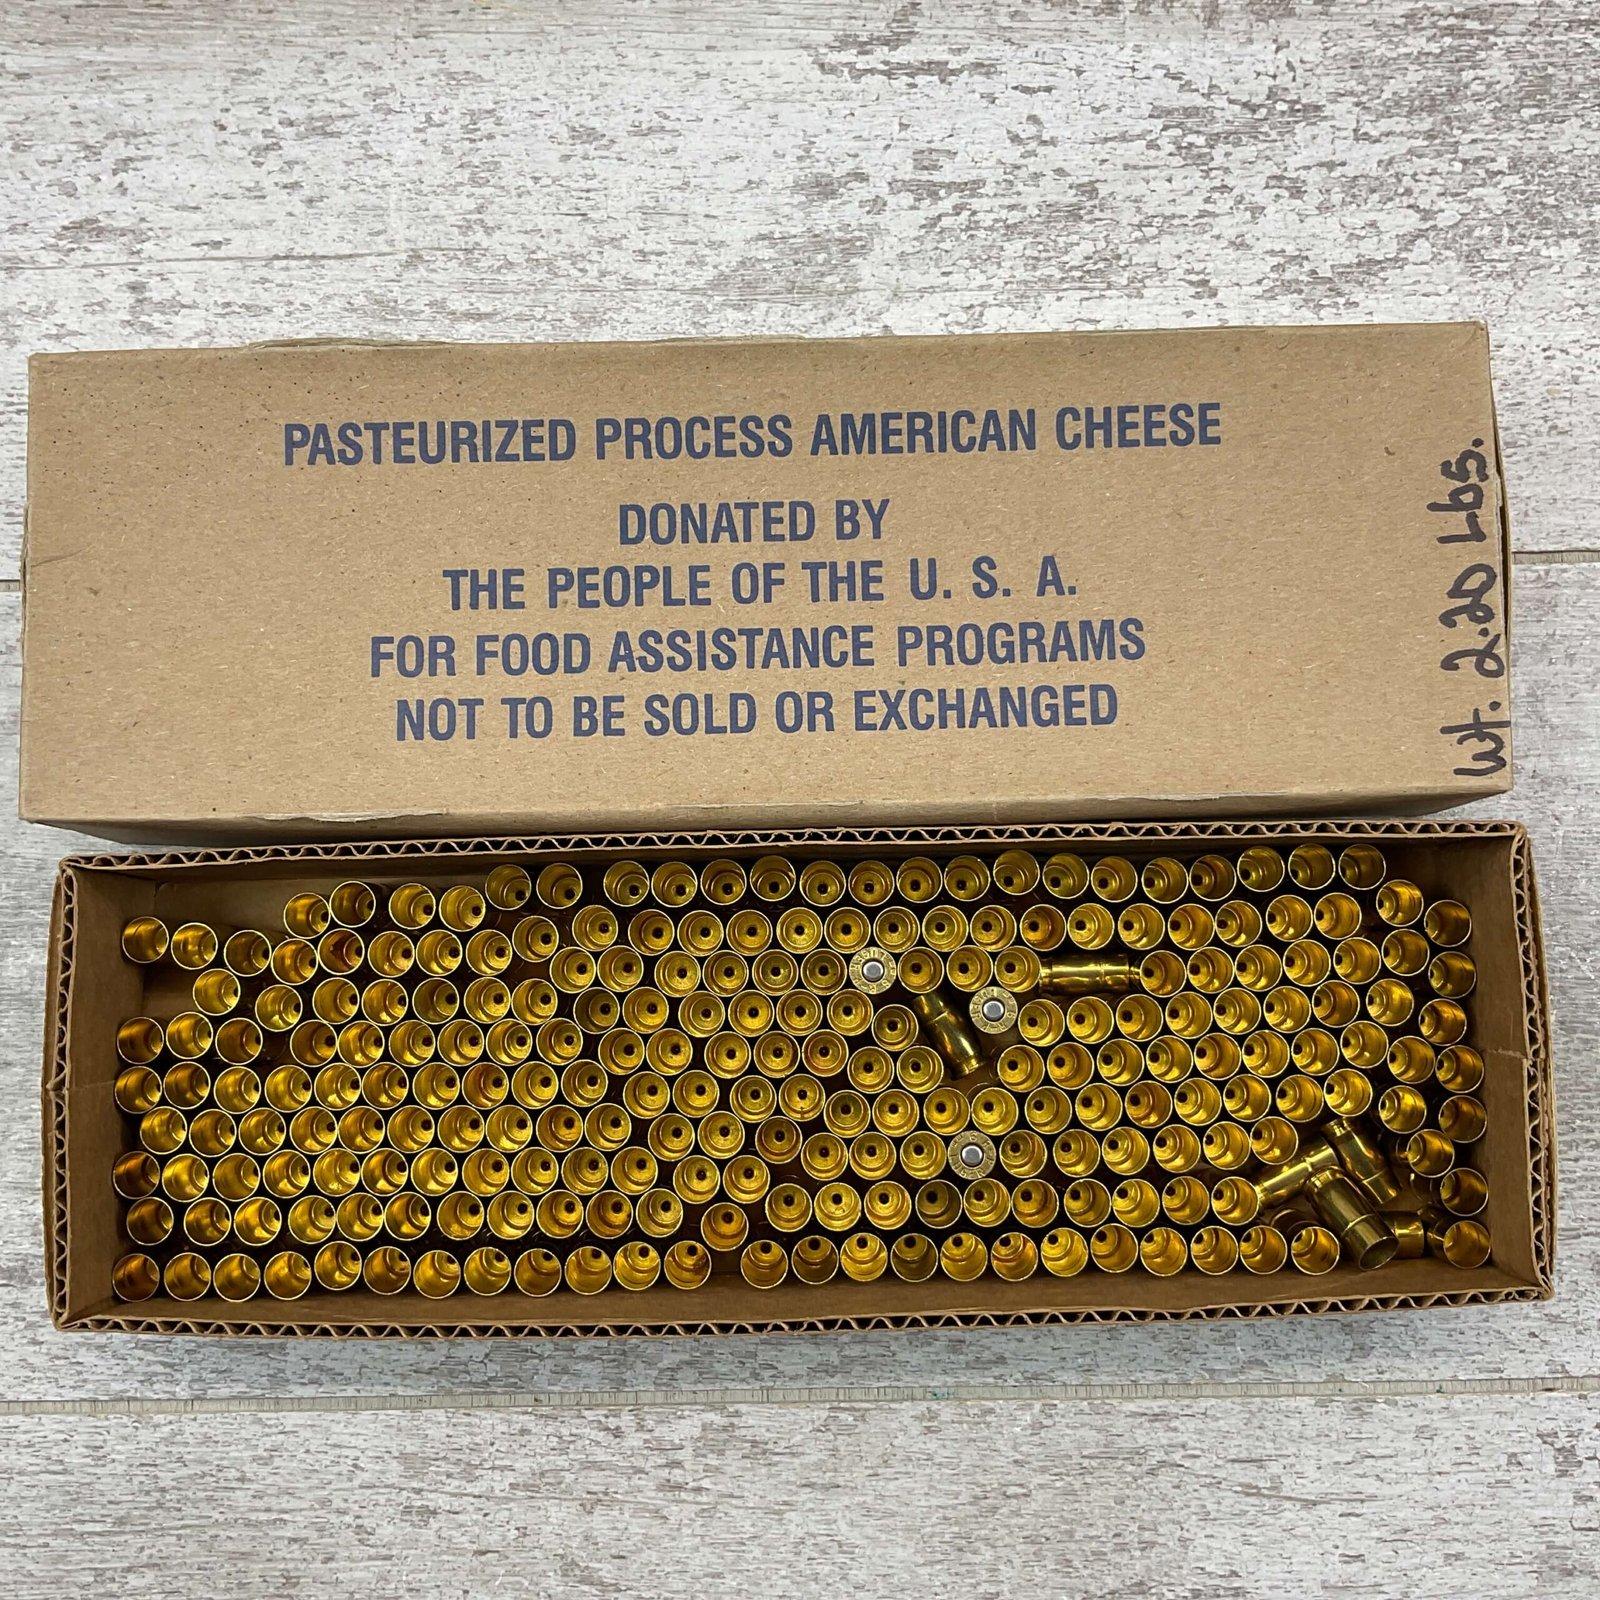 PASTEURIZED PROCESS AMERICAN CHEESE
DONATED BY
THE PEOPLE OF THE U. S. A.
FOR FOOD ASSISTANCE PROGRAMS
NOT TO BE SOLD OR EXCHANGED
Wt. 2.20 Lbs.